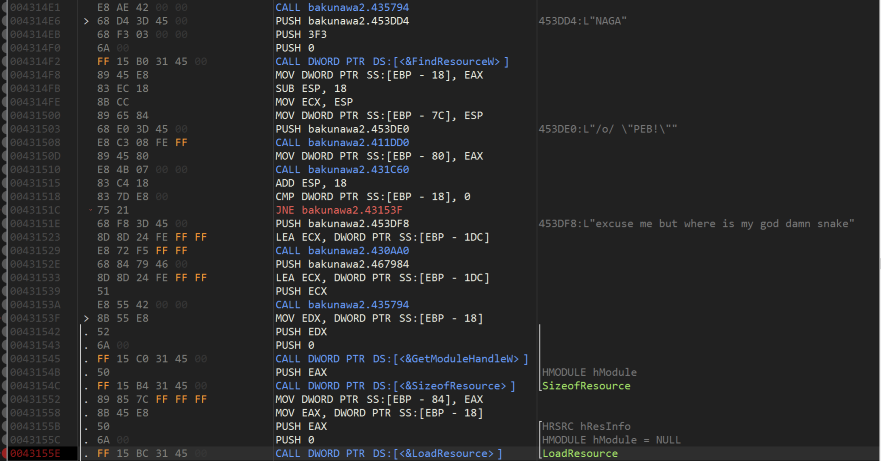 004314E1 E8 AE 42 00 00 CALL bakunawa2.435794
004314E6 > 68 D4 3D 45 00 PUSH bakunawa2.453DD4 453DD4:L"NAGA"
004314EB 68 F3 03 00 00 PUSH 3F3
004314F0 6A 00 PUSH 0
004314F2 FF 15 B0 31 45 00 CALL DWORD PTR DS:[<&FindResourceW>]
004314F8 89 45 E8 MOV DWORD PTR SS:[EBP - 18], EAX
004314FB 83 EC 18 SUB ESP, 18
004314FE 8B CC MOV ECX, ESP
00431500 89 65 84 MOV DWORD PTR SS:[EBP - 7C], ESP
00431503 68 E0 3D 45 00 PUSH bakunawa2.453DE0 453DE0:L"/o/ \"PEB!\""
00431508 E8 C3 08 FE FF CALL bakunawa2.411DD0
0043150D 89 45 80 MOV DWORD PTR SS:[EBP - 80], EAX
00431510 E8 4B 07 00 00 CALL bakunawa2.431C60
00431515 83 C4 18 ADD ESP, 18
00431518 83 7D E8 00 CMP DWORD PTR SS:[EBP - 18], 0
0043151C - 75 21 JNE bakunawa2.43153F
0043151E 68 F8 3D 45 00 PUSH bakunawa2.453DF8 453DF8:L"excuse me but where is my god damn snake"
00431523 8D 8D 24 FE FF FF LEA ECX, DWORD PTR SS:[EBP - 1DC]
00431529 E8 72 F5 FF FF CALL bakunawa2.430AA0
0043152E 68 84 79 46 00 PUSH bakunawa2.467984
00431533 8D 8D 24 FE FF FF LEA ECX, DWORD PTR SS:[EBP - 1DC]
00431539 51 PUSH ECX
0043153A E8 55 42 00 00 CALL bakunawa2.435794
0043153F > 8B 55 E8 MOV EDX, DWORD PTR SS:[EBP - 18]
00431542 . 52 PUSH EDX
00431543 . 6A 00 PUSH 0
00431545 . FF 15 C0 31 45 00 CALL DWORD PTR DS:[<&GetModuleHandleW>]
0043154B . 50 PUSH EAX HMODULE hModule
0043154C . FF 15 B4 31 45 00 CALL DWORD PTR DS:[<&SizeofResource>] SizeofResource
00431552 . 89 85 7C FF FF FF MOV DWORD PTR SS:[EBP - 84], EAX
00431558 . 8B 45 E8 MOV EAX, DWORD PTR SS:[EBP - 18]
0043155B . 50 PUSH EAX HRSRC hResInfo
0043155C . 6A 00 PUSH 0 HMODULE hModule = NULL
0043155E . FF 15 BC 31 45 00 CALL DWORD PTR DS:[<&LoadResource>] LoadResource